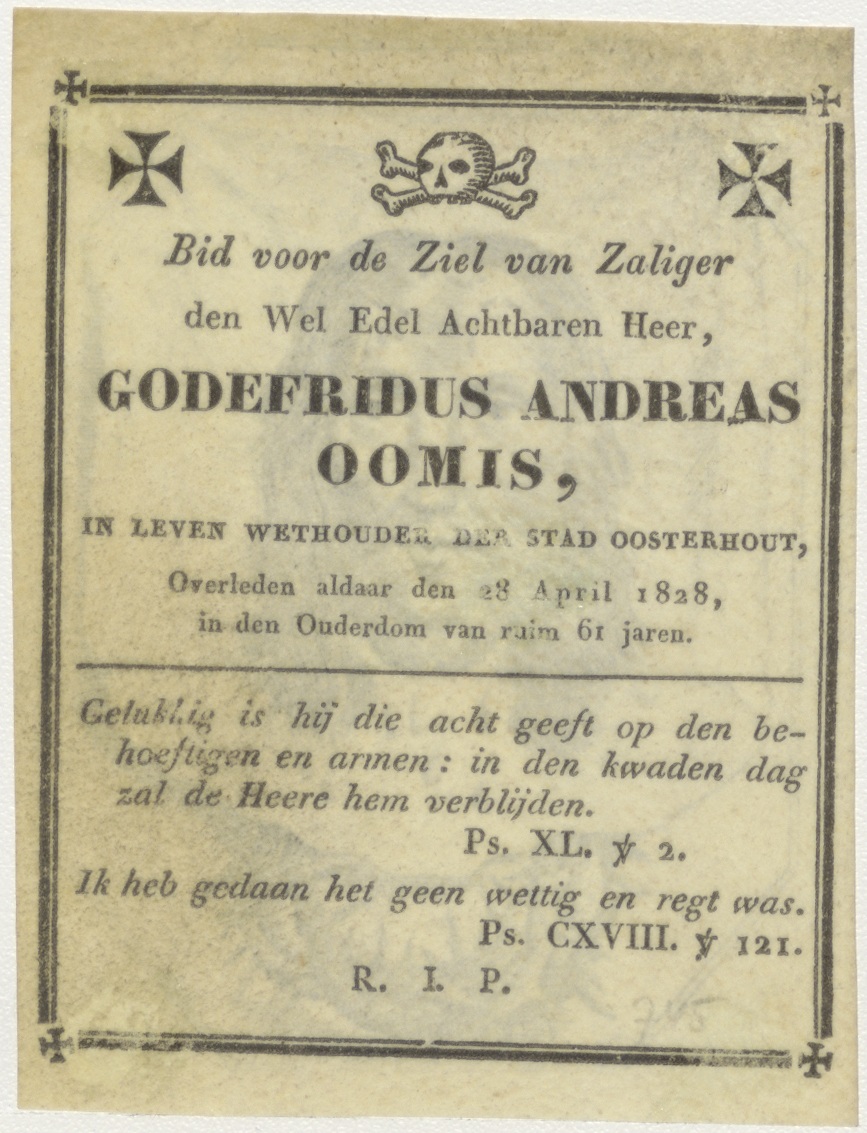 Bid voor de Ziel van Zaliger
den Wel Edel Achtbaren Heer,
GODEFRIDUS ANDREAS
OOMIS,
IN LEVEN WETHOUDER DER STAD OOSTERHOUT,
Overleden aldaar den 28 April 1828,
in den Ouderdom van ruim 61 jaren.
Gelukkig is hij die acht geeft op den be-
hoeftigen en armen: in den kwaden dag
zal de Heere hem verblijden.
Ps. XL. ℣ 2.
Ik heb gedaan het geen wettig en regt was.
Ps. CXVIII. ℣ 121.
R. I. P.